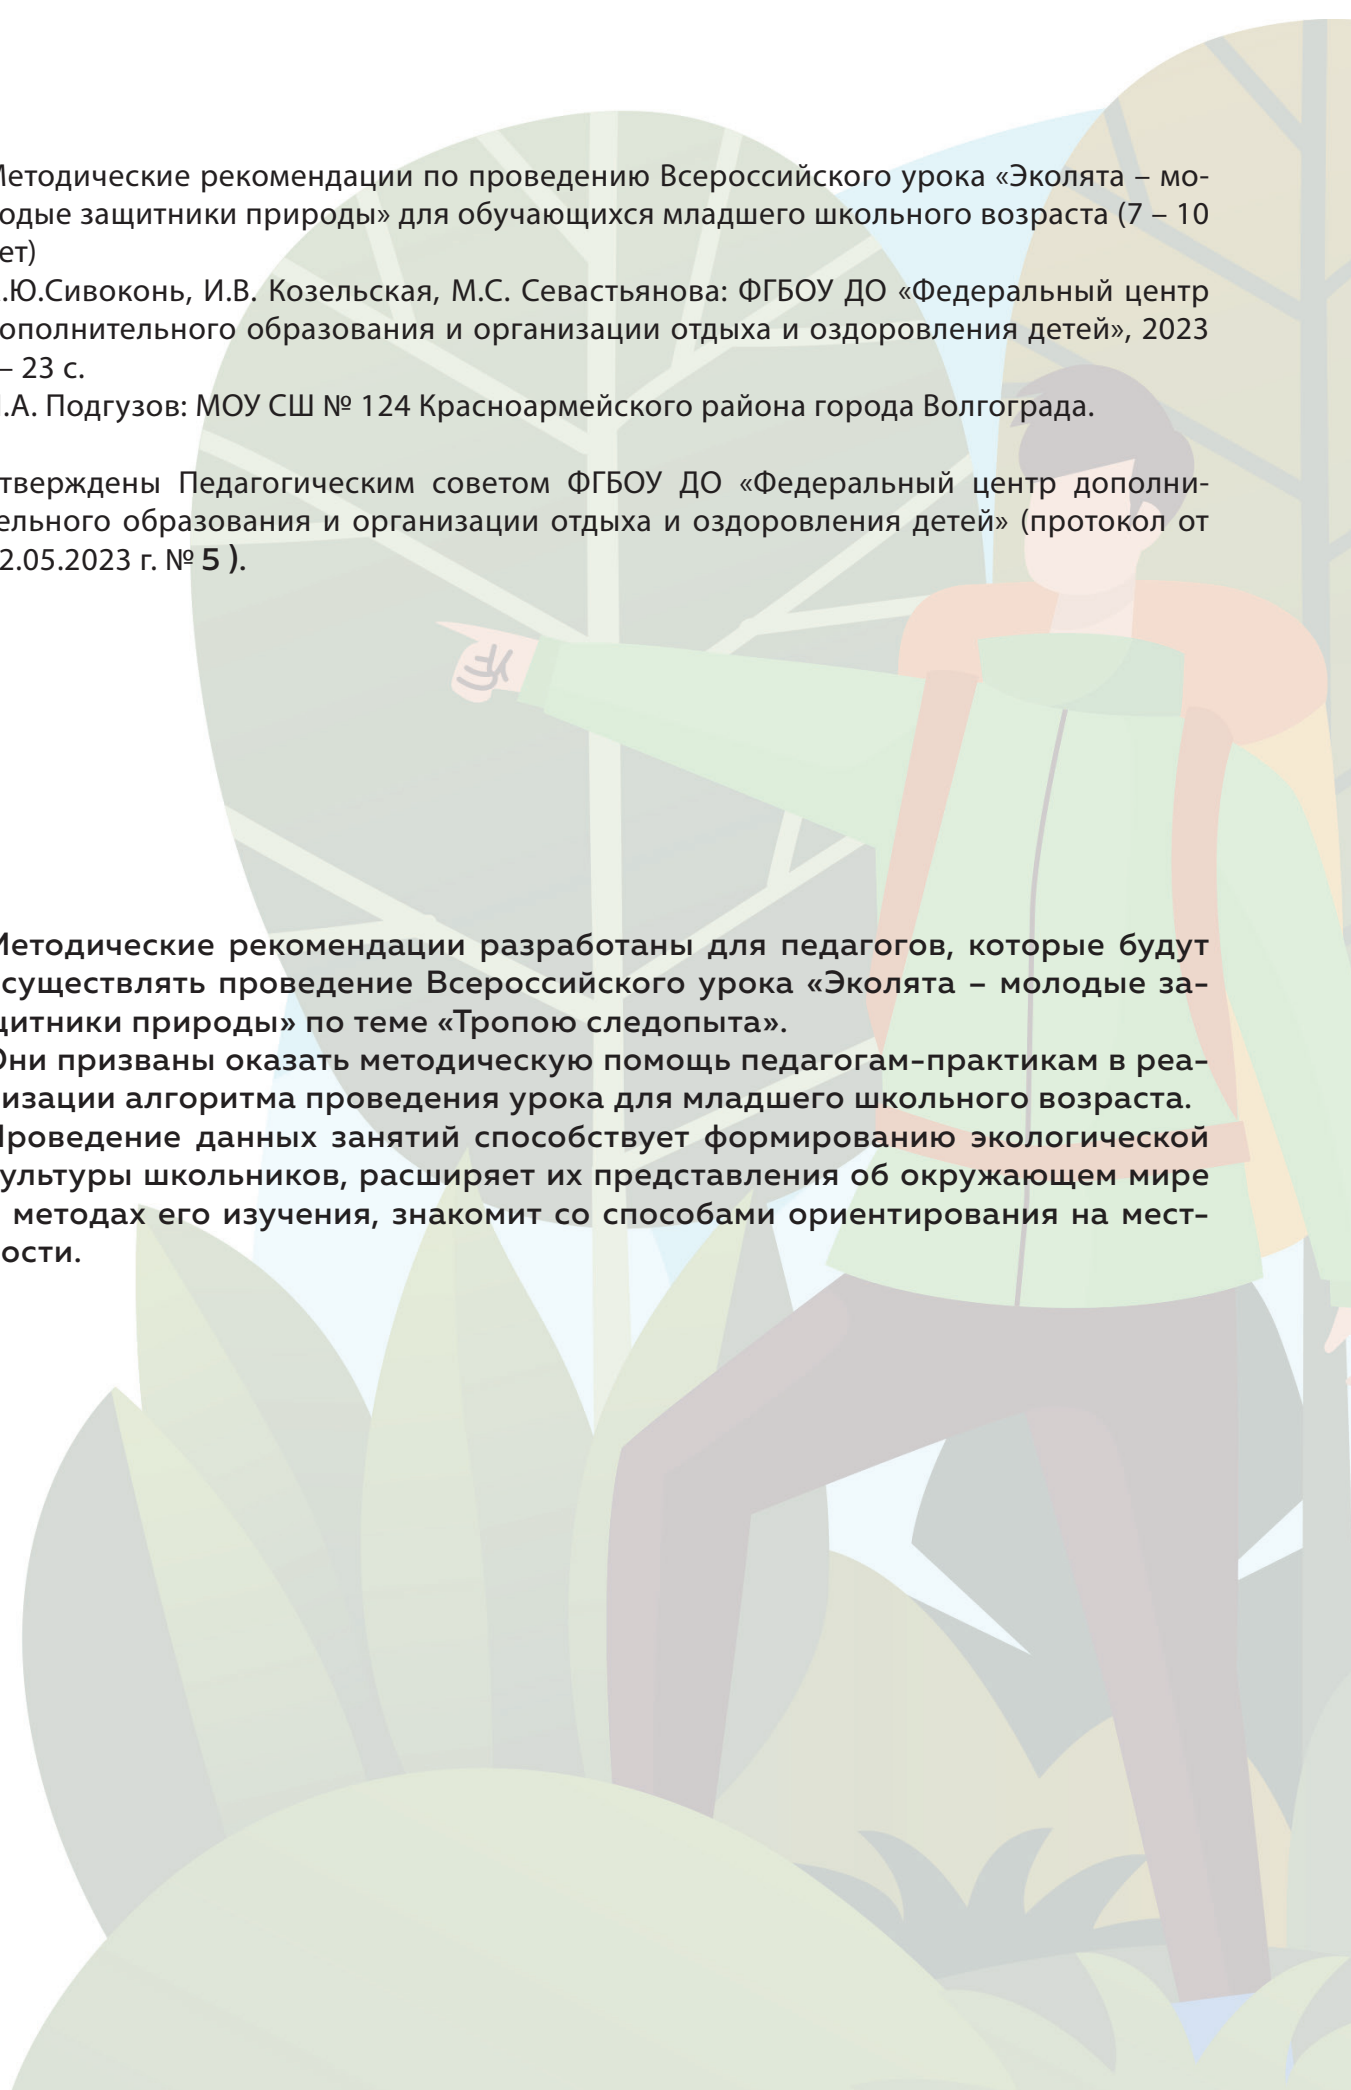 Методические рекомендации по проведению Всероссийского урока «Эколята – мо-
одые защитники природы» для обучающихся младшего школьного возраста (7 – 10
ет)
.Ю.Сивоконь, И.В. Козельская, М.С. Севастьянова: ФГБОУ ДО «Федеральный центр
ополнительного образования и организации отдыха и оздоровления детей», 2023
– 23 с.
.А. Подгузов: МОУ СШ № 124 Красноармейского района города Волгограда.
тверждены Педагогическим советом ФГБОУ ДО «Федеральный центр дополни-
ельного образования и организации отдыха и оздоровления детей» (протокол от
2.05.2023 г. № 5 ).
Методические рекомендации разработаны для педагогов, которые будут
существлять проведение Всероссийского урока «Эколята – молодые за-
щитники природы» по теме «Тропою следопыта».
Они призваны оказать методическую помощь педагогам-практикам в реа-
изации алгоритма проведения урока для младшего школьного возраста.
Проведение данных занятий способствует формированию экологической
ультуры школьников, расширяет их представления об окружающем мире
методах его изучения, знакомит со способами ориентирования на мест-
ости.